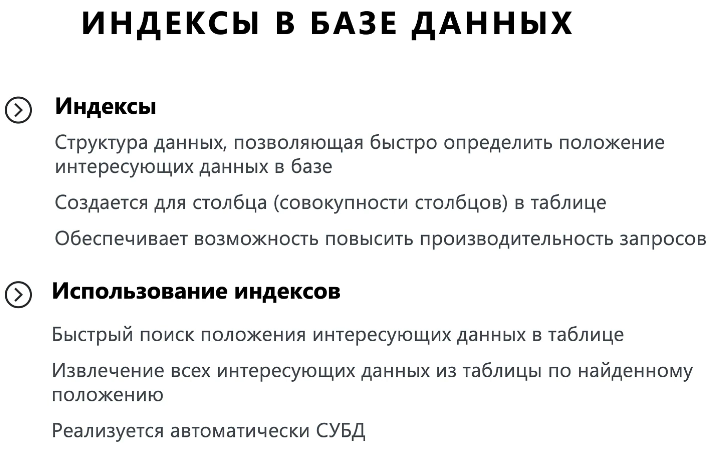 ИНДЕКСЫ В БАЗЕ ДАННЫХ
Индексы
Структура данных, позволяющая быстро определить положение
интересующих данных в базе
Создается для столбца (совокупности столбцов) в таблице
Обеспечивает возможность повысить производительность запросов
Использование индексов
Быстрый поиск положения интересующих данных в таблице
Извлечение всех интересующих данных из таблицы по найденному
положению
Реализуется автоматически СУБД